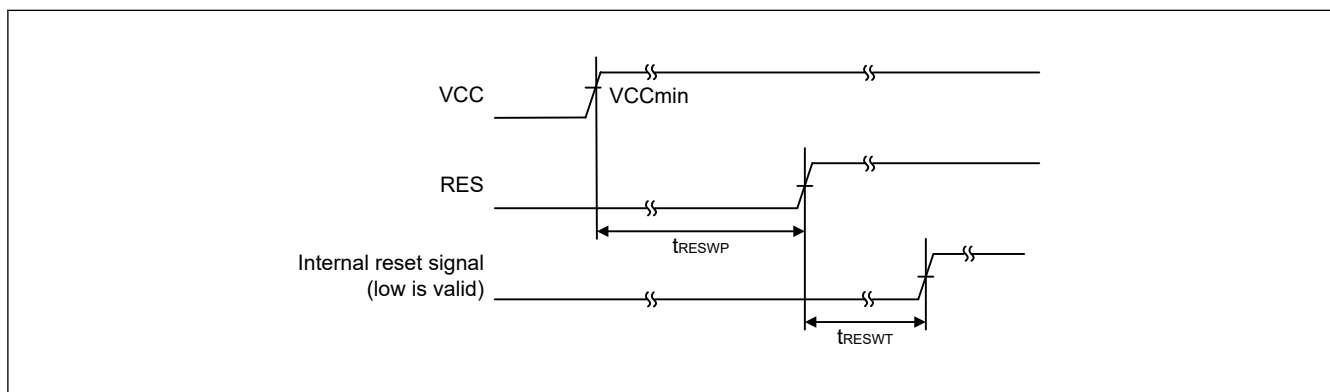 VCC
VCCmin
RES
tRESWP
Internal reset signal
(low is valid)
tRESWT